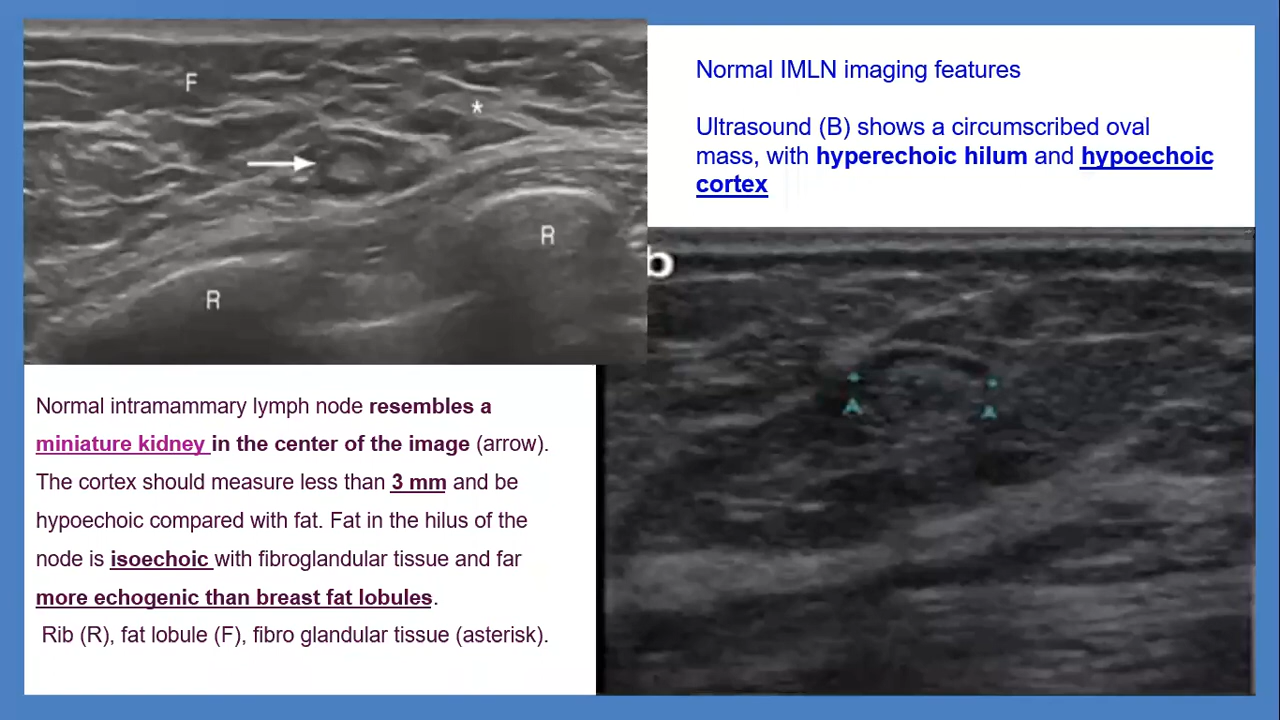 F
*
R
R
Normal IMLN imaging features
Ultrasound (B) shows a circumscribed oval
mass, with hyperechoic hilum and hypoechoic
cortex
b
A
A
Normal intramammary lymph node resembles a
miniature kidney in the center of the image (arrow).
The cortex should measure less than 3 mm and be
hypoechoic compared with fat. Fat in the hilus of the
node is isoechoic with fibroglandular tissue and far
more echogenic than breast fat lobules.
Rib (R), fat lobule (F), fibro glandular tissue (asterisk).